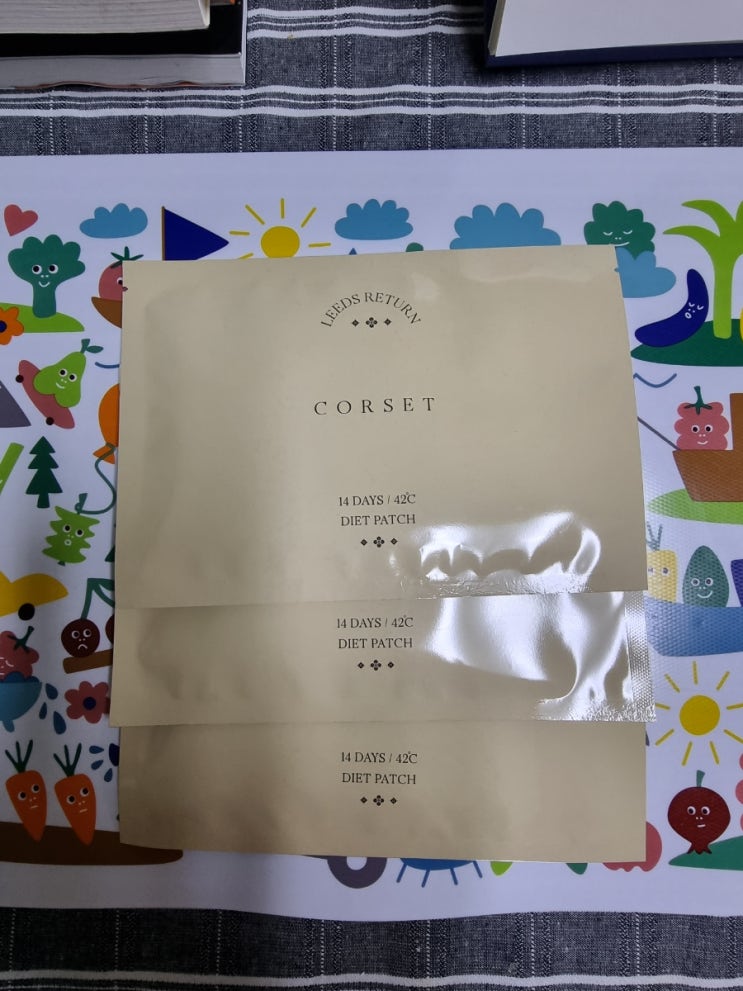 LEEDS RETURN
CORSET
14 DAYS / 42℃
DIET PATCH
14 DAYS / 42℃
DIET PATCH
14 DAYS / 42℃
DIET PATCH